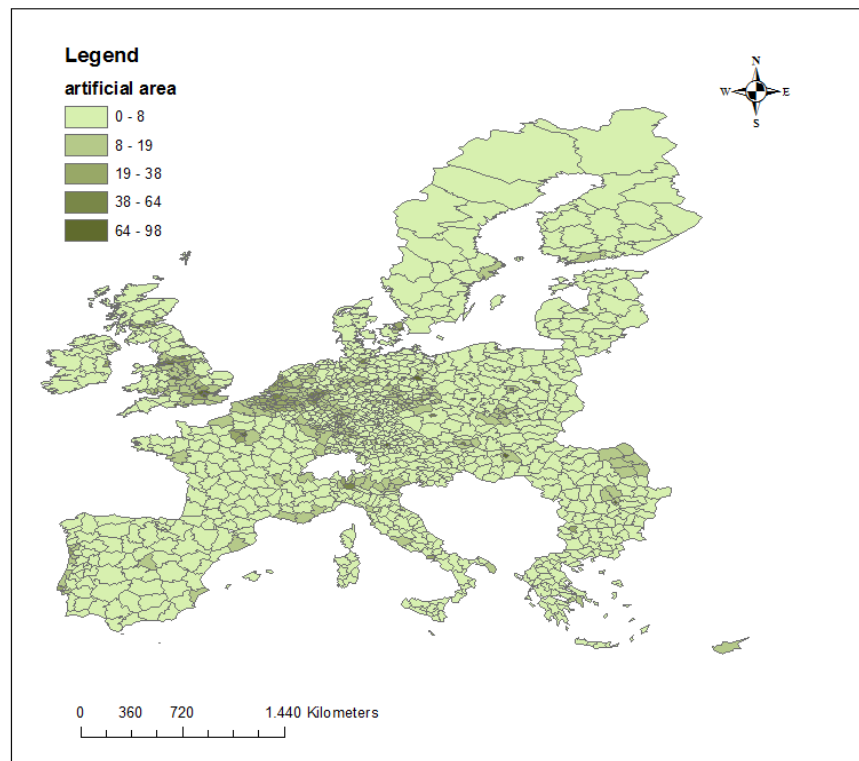 Legend
artificial area
0 - 8
8 - 19
19 - 38
38 - 64
64 - 98
N
W E
S
0 360 720 1.440 Kilometers